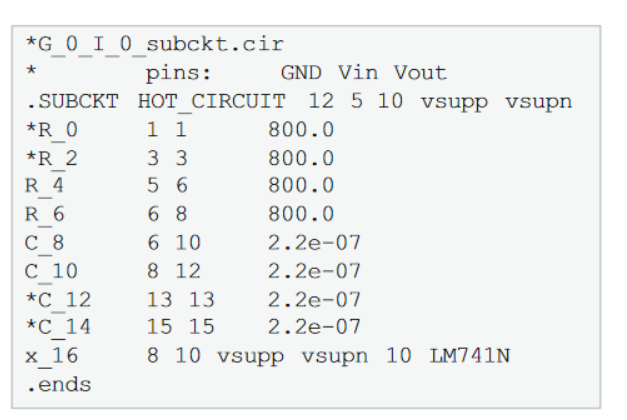 *G_0_I_0_subckt.cir
* pins: GND Vin Vout
.SUBCKT HOT_CIRCUIT 12 5 10 vsupp vsupn
*R_0 1 1 800.0
*R_2 3 3 800.0
R_4 5 6 800.0
R_6 6 8 800.0
C_8 6 10 2.2e-07
C_10 8 12 2.2e-07
*C_12 13 13 2.2e-07
*C_14 15 15 2.2e-07
x_16 8 10 vsupp vsupn 10 LM741N
.ends